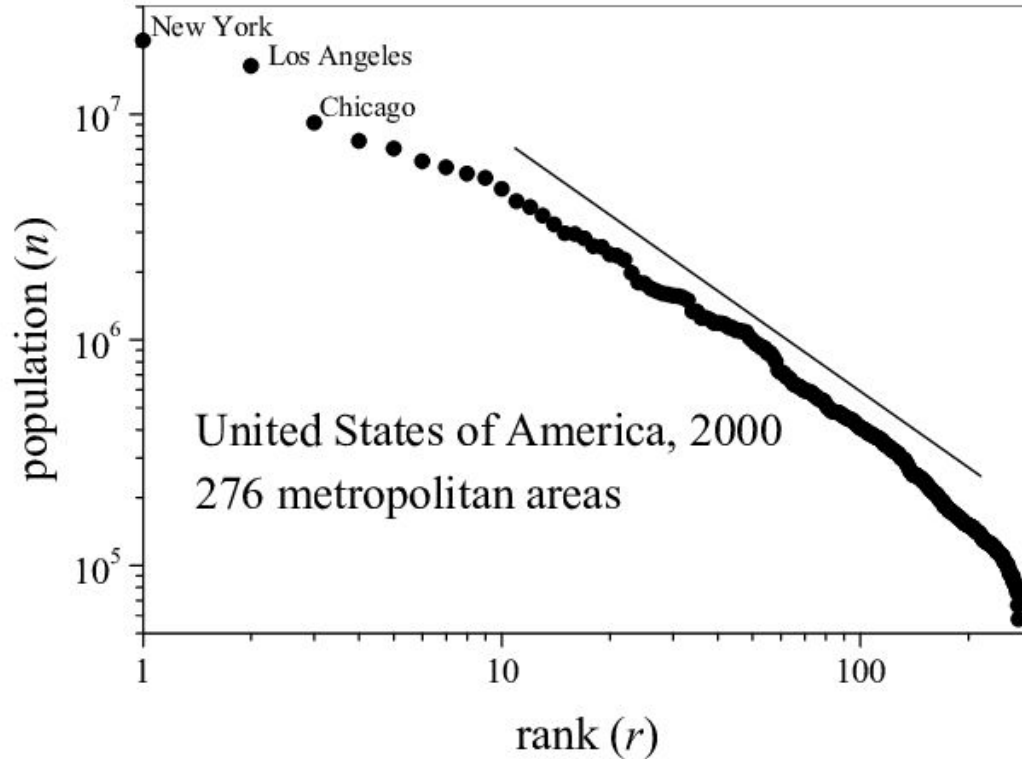 New York
Los Angeles
Chicago
10⁷
10⁶
10⁵
population (n)
United States of America, 2000
276 metropolitan areas
1
10
100
rank (r)